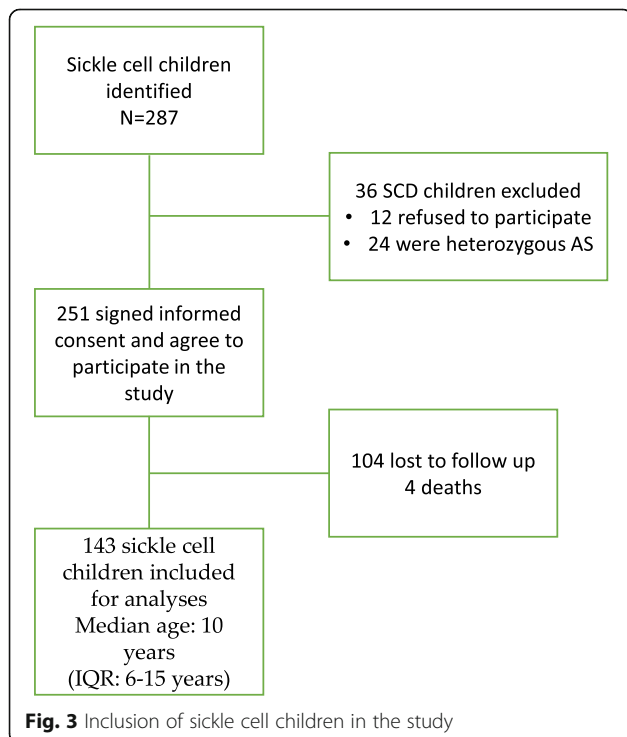 Sickle cell children
identified
N=287
36 SCD children excluded
• 12 refused to participate
• 24 were heterozygous AS
251 signed informed
consent and agree to
participate in the
study
104 lost to follow up
4 deaths
143 sickle cell
children included
for analyses
Median age: 10
years
(IQR: 6-15 years)
Fig. 3 Inclusion of sickle cell children in the study